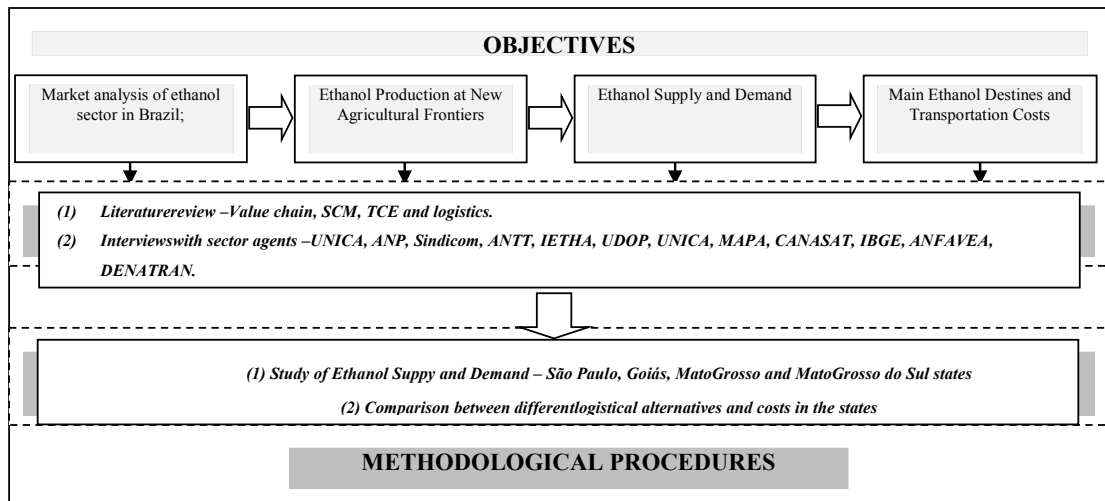 OBJECTIVES
Market analysis of ethanol
sector in Brazil;
Ethanol Production at New
Agricultural Frontiers
Ethanol Supply and Demand
Main Ethanol Destines and
Transportation Costs
(1) Literaturereview –Value chain, SCM, TCE and logistics.
(2) Interviewswith sector agents –UNICA, ANP, Sindicom, ANTT, IETHA, UDOP, UNICA, MAPA, CANASAT, IBGE, ANFAVEA,
DENATRAN.
(1) Study of Ethanol Suppy and Demand – São Paulo, Goiás, MatoGrosso and MatoGrosso do Sul states
(2) Comparison between differentlogistical alternatives and costs in the states
METHODOLOGICAL PROCEDURES